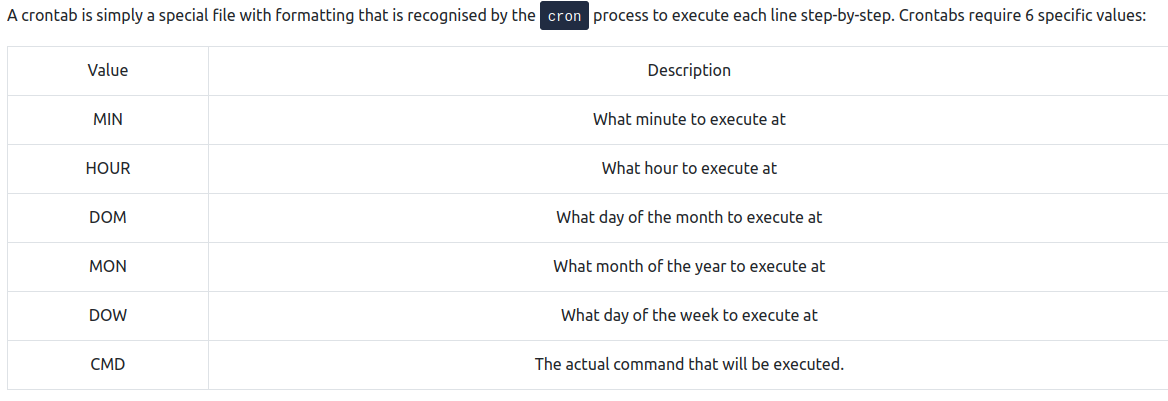 A crontab is simply a special file with formatting that is recognised by the cron process to execute each line step-by-step. Crontabs require 6 specific values:
Value Description
MIN What minute to execute at
HOUR What hour to execute at
DOM What day of the month to execute at
MON What month of the year to execute at
DOW What day of the week to execute at
CMD The actual command that will be executed.